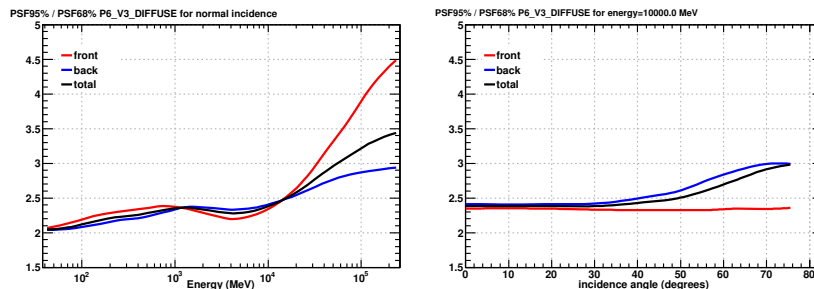 PSF95% / PSF68% P6_V3_DIFFUSE for normal incidence
5
4.5
4
3.5
3
2.5
2
1.5
front
back
total
10²
10³
10⁴
10⁵
Energy (MeV)
PSF95% / PSF68% P6_V3_DIFFUSE for energy=10000.0 MeV
5
4.5
4
3.5
3
2.5
2
1.5
front
back
total
0 10 20 30 40 50 60 70 80
incidence angle (degrees)